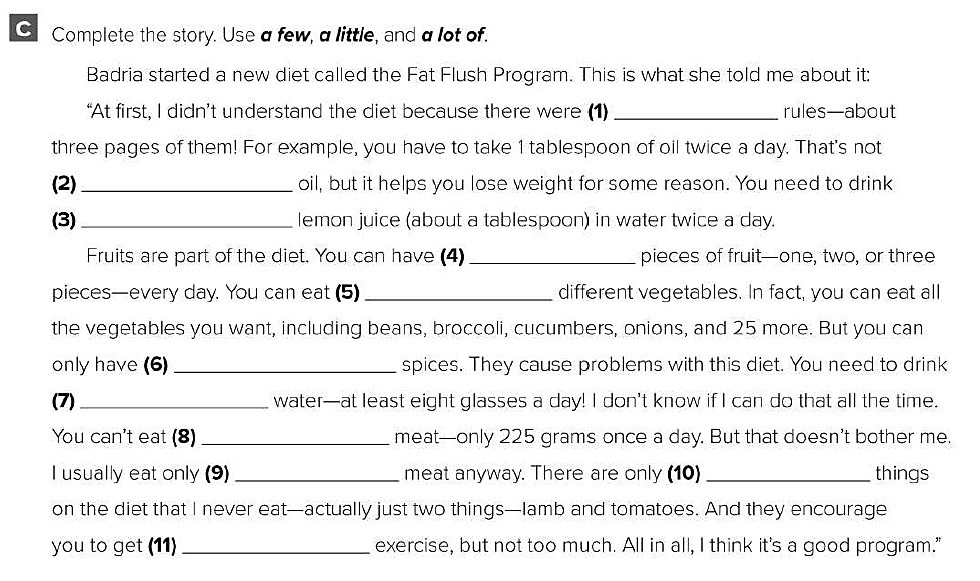 C Complete the story. Use a few, a little, and a lot of.
Badria started a new diet called the Fat Flush Program. This is what she told me about it:
“At first, I didn’t understand the diet because there were (1) ________________ rules—about
three pages of them! For example, you have to take 1 tablespoon of oil twice a day. That’s not
(2) ____________________ oil, but it helps you lose weight for some reason. You need to drink
(3) ____________________ lemon juice (about a tablespoon) in water twice a day.
Fruits are part of the diet. You can have (4) ________________ pieces of fruit—one, two, or three
pieces—every day. You can eat (5) __________________ different vegetables. In fact, you can eat all
the vegetables you want, including beans, broccoli, cucumbers, onions, and 25 more. But you can
only have (6) _____________________ spices. They cause problems with this diet. You need to drink
(7) __________________ water—at least eight glasses a day! I don’t know if I can do that all the time.
You can’t eat (8) __________________ meat—only 225 grams once a day. But that doesn’t bother me.
I usually eat only (9) ________________ meat anyway. There are only (10) ________________ things
on the diet that I never eat—actually just two things—lamb and tomatoes. And they encourage
you to get (11) __________________ exercise, but not too much. All in all, I think it’s a good program.”